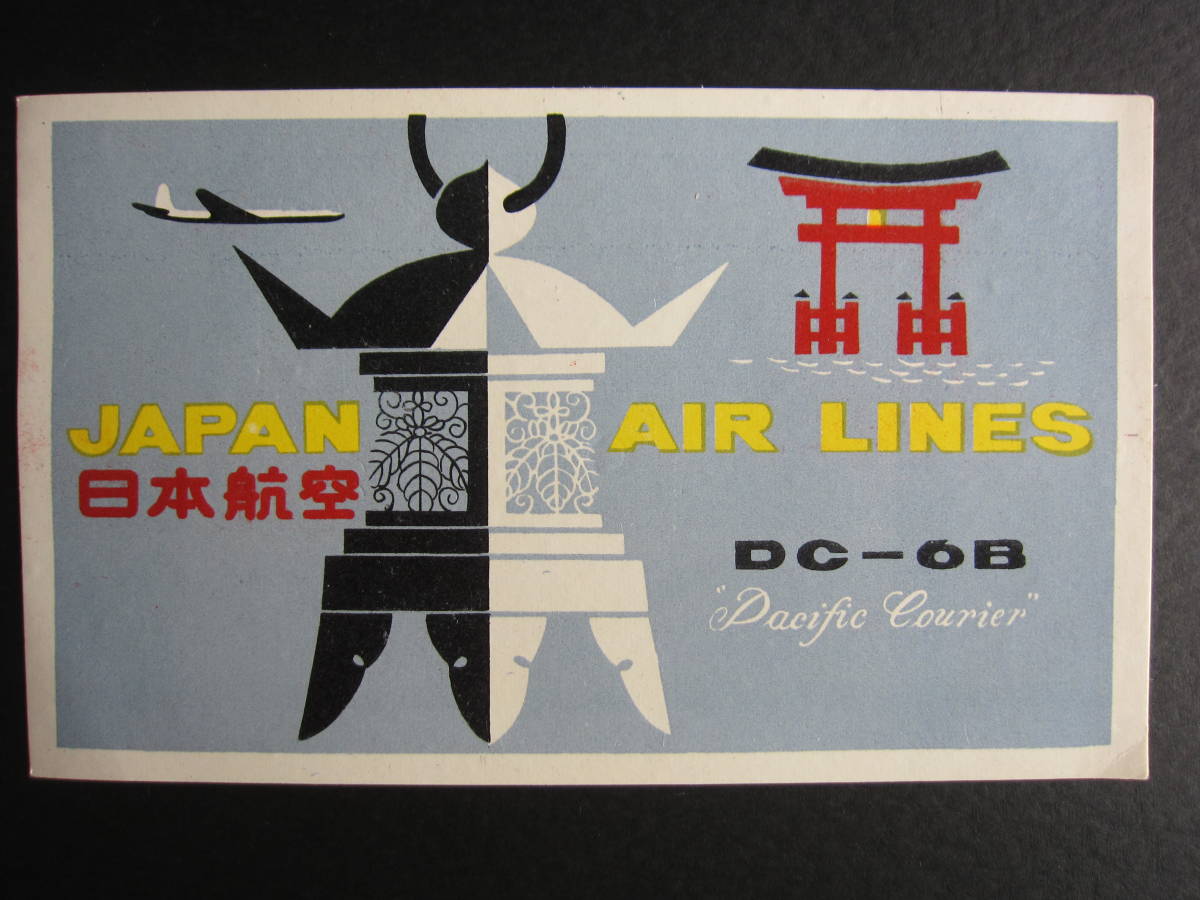 JAPAN AIR LINES
日本航空
DC-6B
"Pacific Courier"